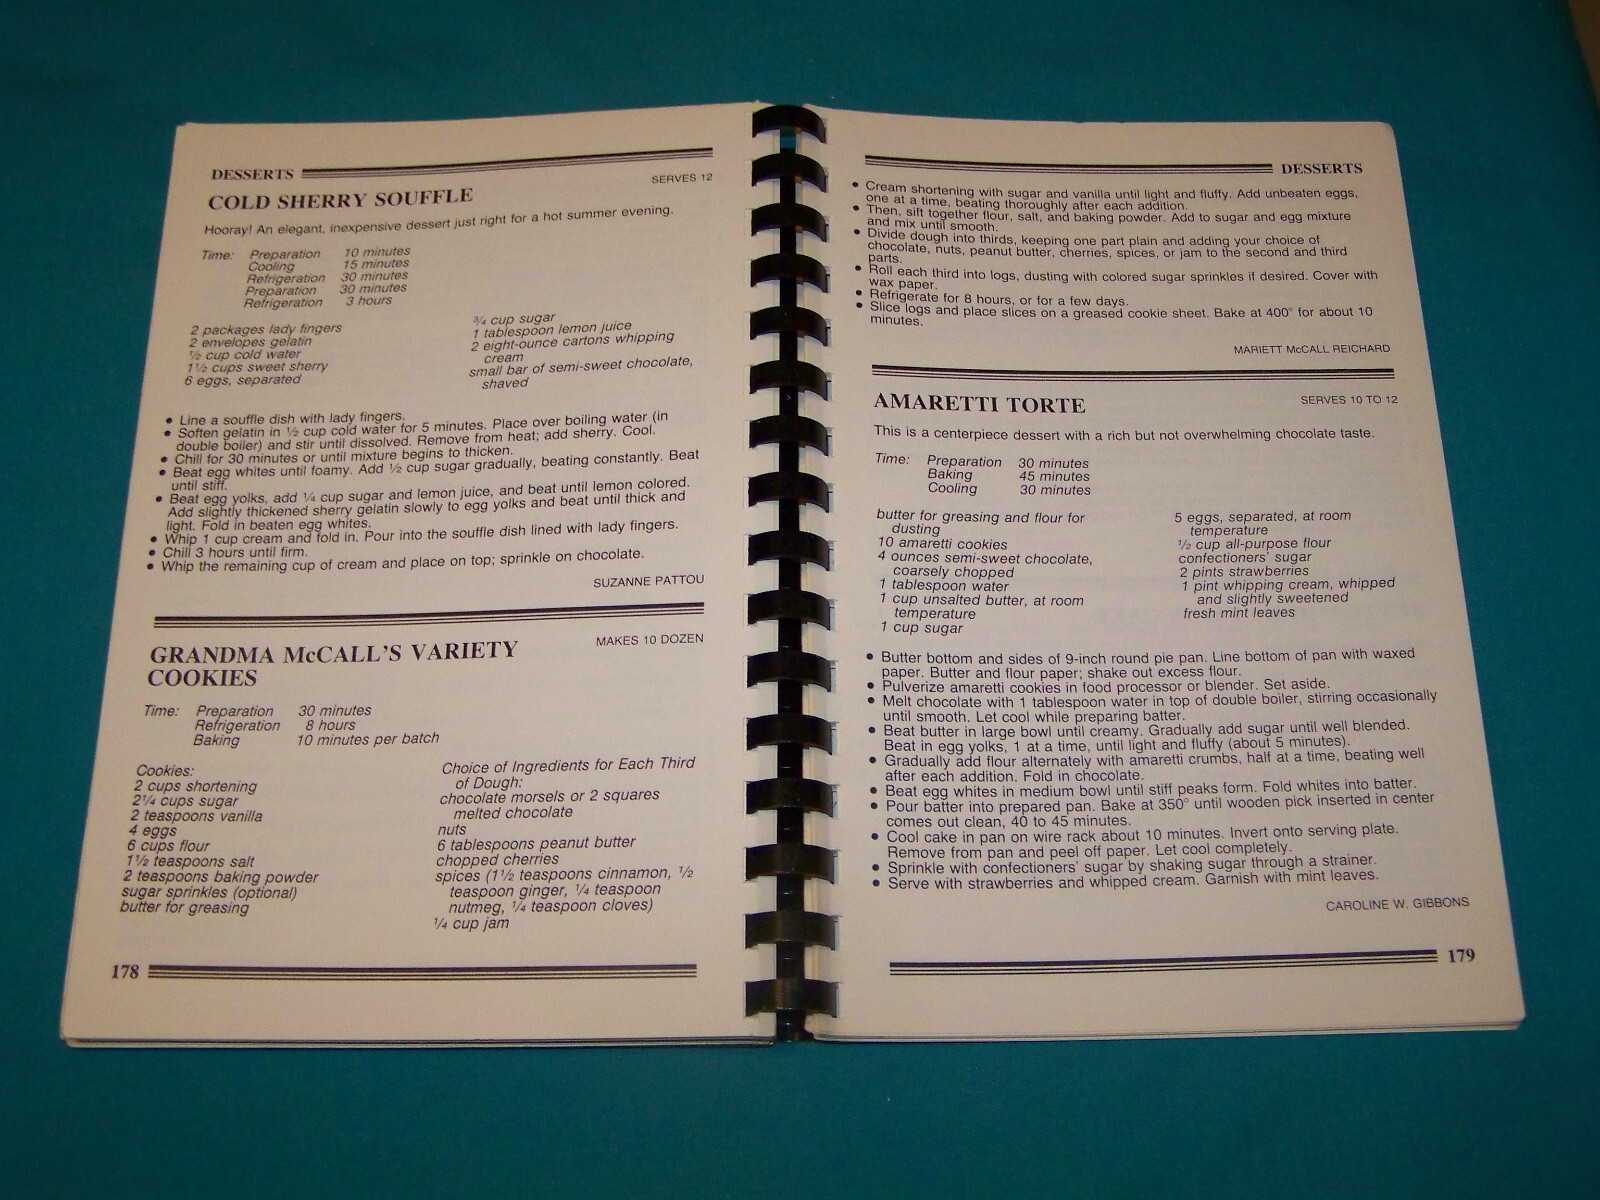 DESSERTS
COLD SHERRY SOUFFLE
SERVES 12
Hooray! An elegant, inexpensive dessert just right for a hot summer evening.
Time: Preparation 10 minutes
Cooling 15 minutes
Refrigeration 30 minutes
Preparation 30 minutes
Refrigeration 3 hours
2 packages lady fingers
2 envelopes gelatin
½ cup cold water
1½ cups sweet sherry
6 eggs, separated
¾ cup sugar
1 tablespoon lemon juice
2 eight-ounce cartons whipping
cream
small bar of semi-sweet chocolate,
shaved
• Line a souffle dish with lady fingers.
• Soften gelatin in ½ cup cold water for 5 minutes. Place over boiling water (in
double boiler) and stir until dissolved. Remove from heat; add sherry. Cool.
• Chill for 30 minutes or until mixture begins to thicken.
• Beat egg whites until foamy. Add ½ cup sugar gradually, beating constantly. Beat
until stiff.
• Beat egg yolks, add ¼ cup sugar and lemon juice, and beat until lemon colored.
Add slightly thickened sherry gelatin slowly to egg yolks and beat until thick and
light. Fold in beaten egg whites.
• Whip 1 cup cream and fold in. Pour into the souffle dish lined with lady fingers.
• Chill 3 hours until firm.
• Whip the remaining cup of cream and place on top; sprinkle on chocolate.
SUZANNE PATTOU
GRANDMA McCALL'S VARIETY
COOKIES
MAKES 10 DOZEN
Time: Preparation 30 minutes
Refrigeration 8 hours
Baking 10 minutes per batch
Cookies:
2 cups shortening
2¼ cups sugar
2 teaspoons vanilla
4 eggs
6 cups flour
1½ teaspoons salt
2 teaspoons baking powder
sugar sprinkles (optional)
butter for greasing
Choice of Ingredients for Each Third
of Dough:
chocolate morsels or 2 squares
melted chocolate
nuts
6 tablespoons peanut butter
chopped cherries
spices (1½ teaspoons cinnamon, ½
teaspoon ginger, ¼ teaspoon
nutmeg, ¼ teaspoon cloves)
¼ cup jam
178
DESSERTS
• Cream shortening with sugar and vanilla until light and fluffy. Add unbeaten eggs,
one at a time, beating thoroughly after each addition.
• Then, sift together flour, salt, and baking powder. Add to sugar and egg mixture
and mix until smooth.
• Divide dough into thirds, keeping one part plain and adding your choice of
chocolate, nuts, peanut butter, cherries, spices, or jam to the second and third
parts.
• Roll each third into logs, dusting with colored sugar sprinkles if desired. Cover with
wax paper.
• Refrigerate for 8 hours, or for a few days.
• Slice logs and place slices on a greased cookie sheet. Bake at 400° for about 10
minutes.
MARIETT McCALL REICHARD
AMARETTI TORTE
SERVES 10 TO 12
This is a centerpiece dessert with a rich but not overwhelming chocolate taste.
Time: Preparation 30 minutes
Baking 45 minutes
Cooling 30 minutes
butter for greasing and flour for
dusting
10 amaretti cookies
4 ounces semi-sweet chocolate,
coarsely chopped
1 tablespoon water
1 cup unsalted butter, at room
temperature
1 cup sugar
5 eggs, separated, at room
temperature
½ cup all-purpose flour
confectioners' sugar
2 pints strawberries
1 pint whipping cream, whipped
and slightly sweetened
fresh mint leaves
• Butter bottom and sides of 9-inch round pie pan. Line bottom of pan with waxed
paper. Butter and flour paper; shake out excess flour.
• Pulverize amaretti cookies in food processor or blender. Set aside.
• Melt chocolate with 1 tablespoon water in top of double boiler, stirring occasionally
until smooth. Let cool while preparing batter.
• Beat butter in large bowl until creamy. Gradually add sugar until well blended.
Beat in egg yolks, 1 at a time, until light and fluffy (about 5 minutes).
• Gradually add flour alternately with amaretti crumbs, half at a time, beating well
after each addition. Fold in chocolate.
• Beat egg whites in medium bowl until stiff peaks form. Fold whites into batter.
• Pour batter into prepared pan. Bake at 350° until wooden pick inserted in center
comes out clean, 40 to 45 minutes.
• Cool cake in pan on wire rack about 10 minutes. Invert onto serving plate.
Remove from pan and peel off paper. Let cool completely.
• Sprinkle with confectioners' sugar by shaking sugar through a strainer.
• Serve with strawberries and whipped cream. Garnish with mint leaves.
CAROLINE W. GIBBONS
179